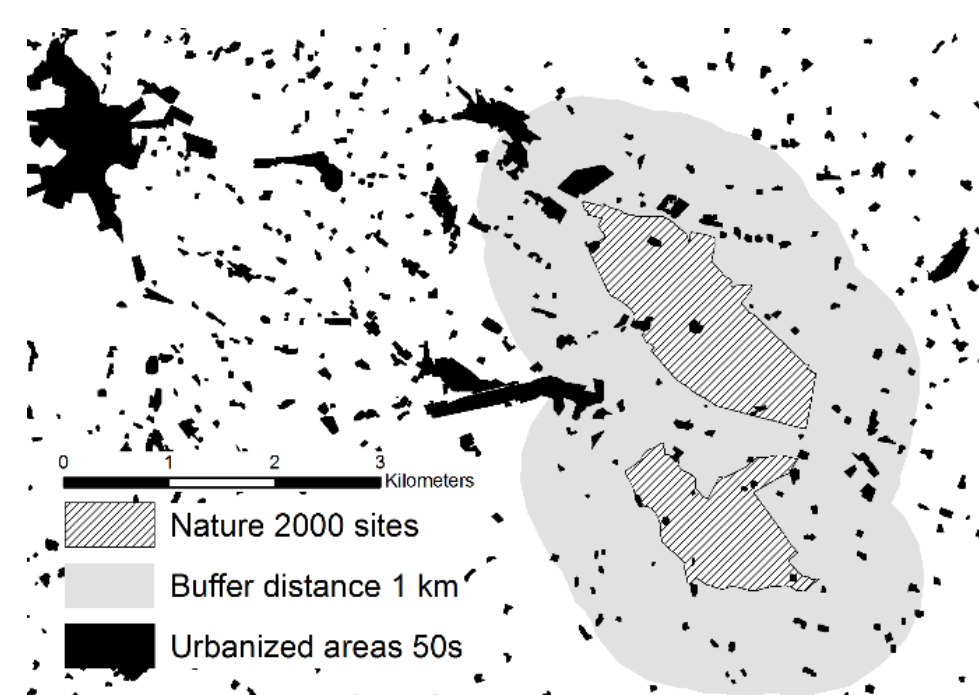 0 1 2 3
Kilometers
Nature 2000 sites
Buffer distance 1 km
Urbanized areas 50s